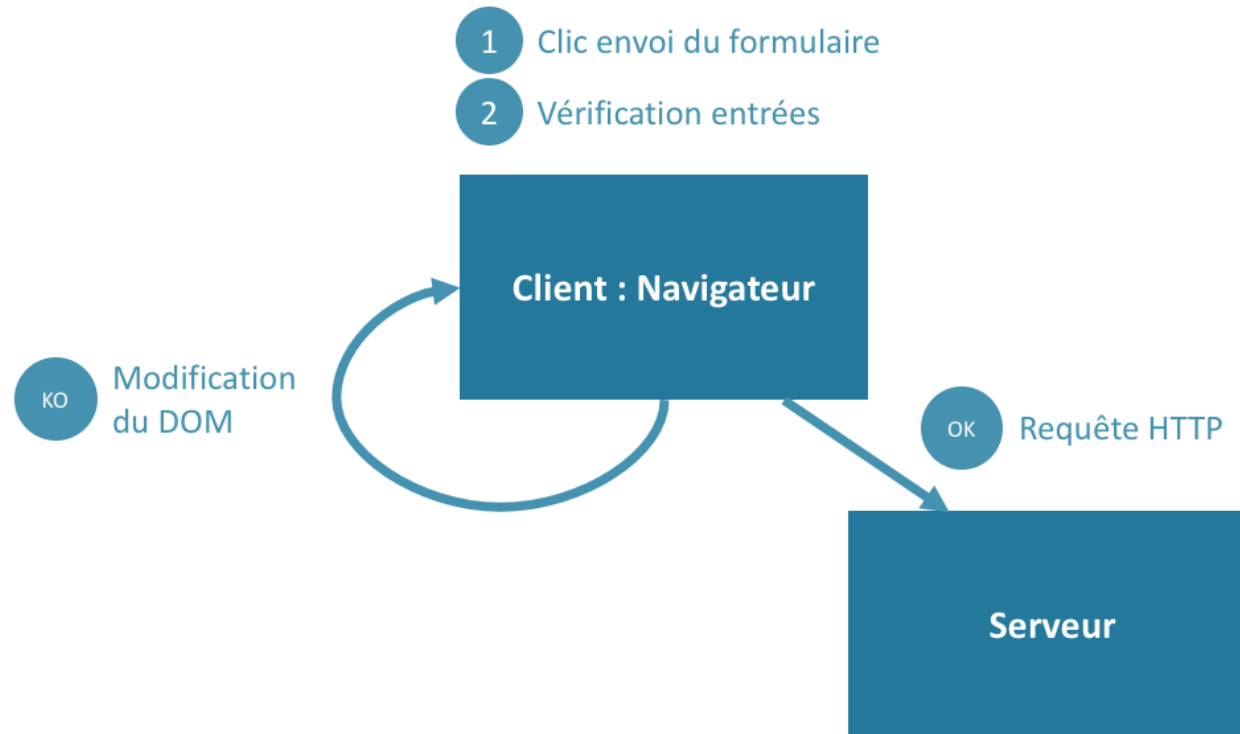 1 Clic envoi du formulaire
2 Vérification entrées
Client : Navigateur
KO Modification
du DOM
OK Requête HTTP
Serveur